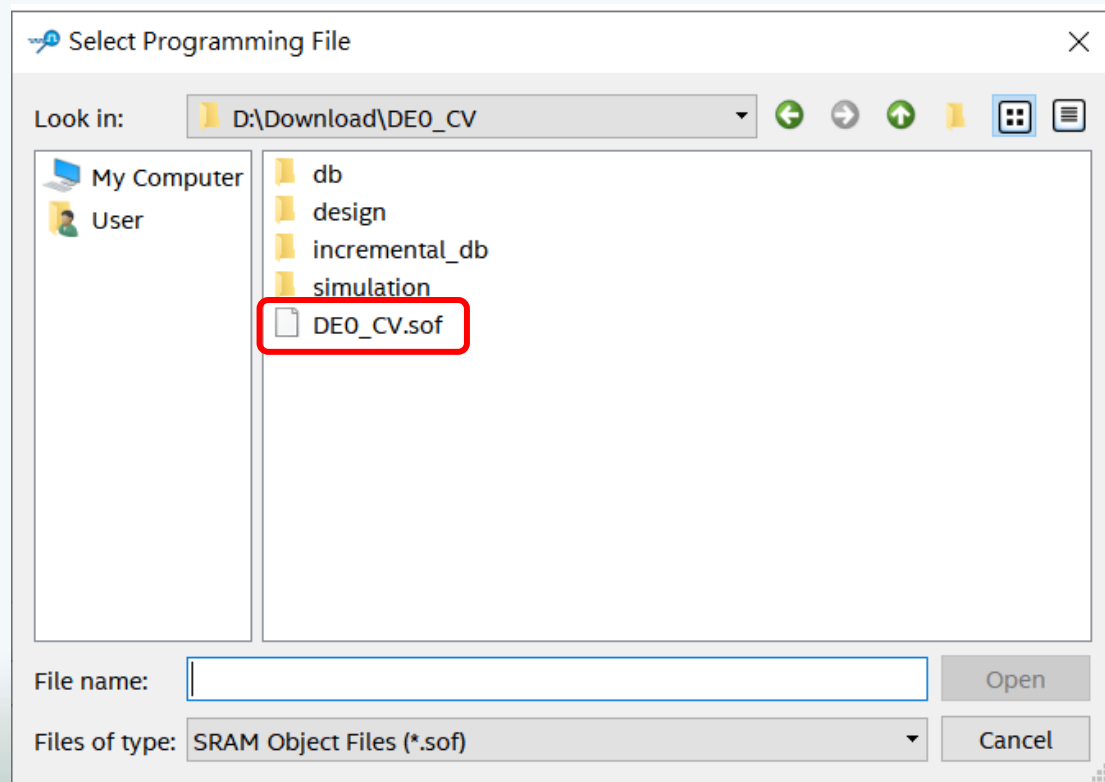 Select Programming File
Look in: D:\Download\DE0_CV
My Computer
User
db
design
incremental_db
simulation
DE0_CV.sof
File name: Open
Files of type: SRAM Object Files (*.sof) Cancel